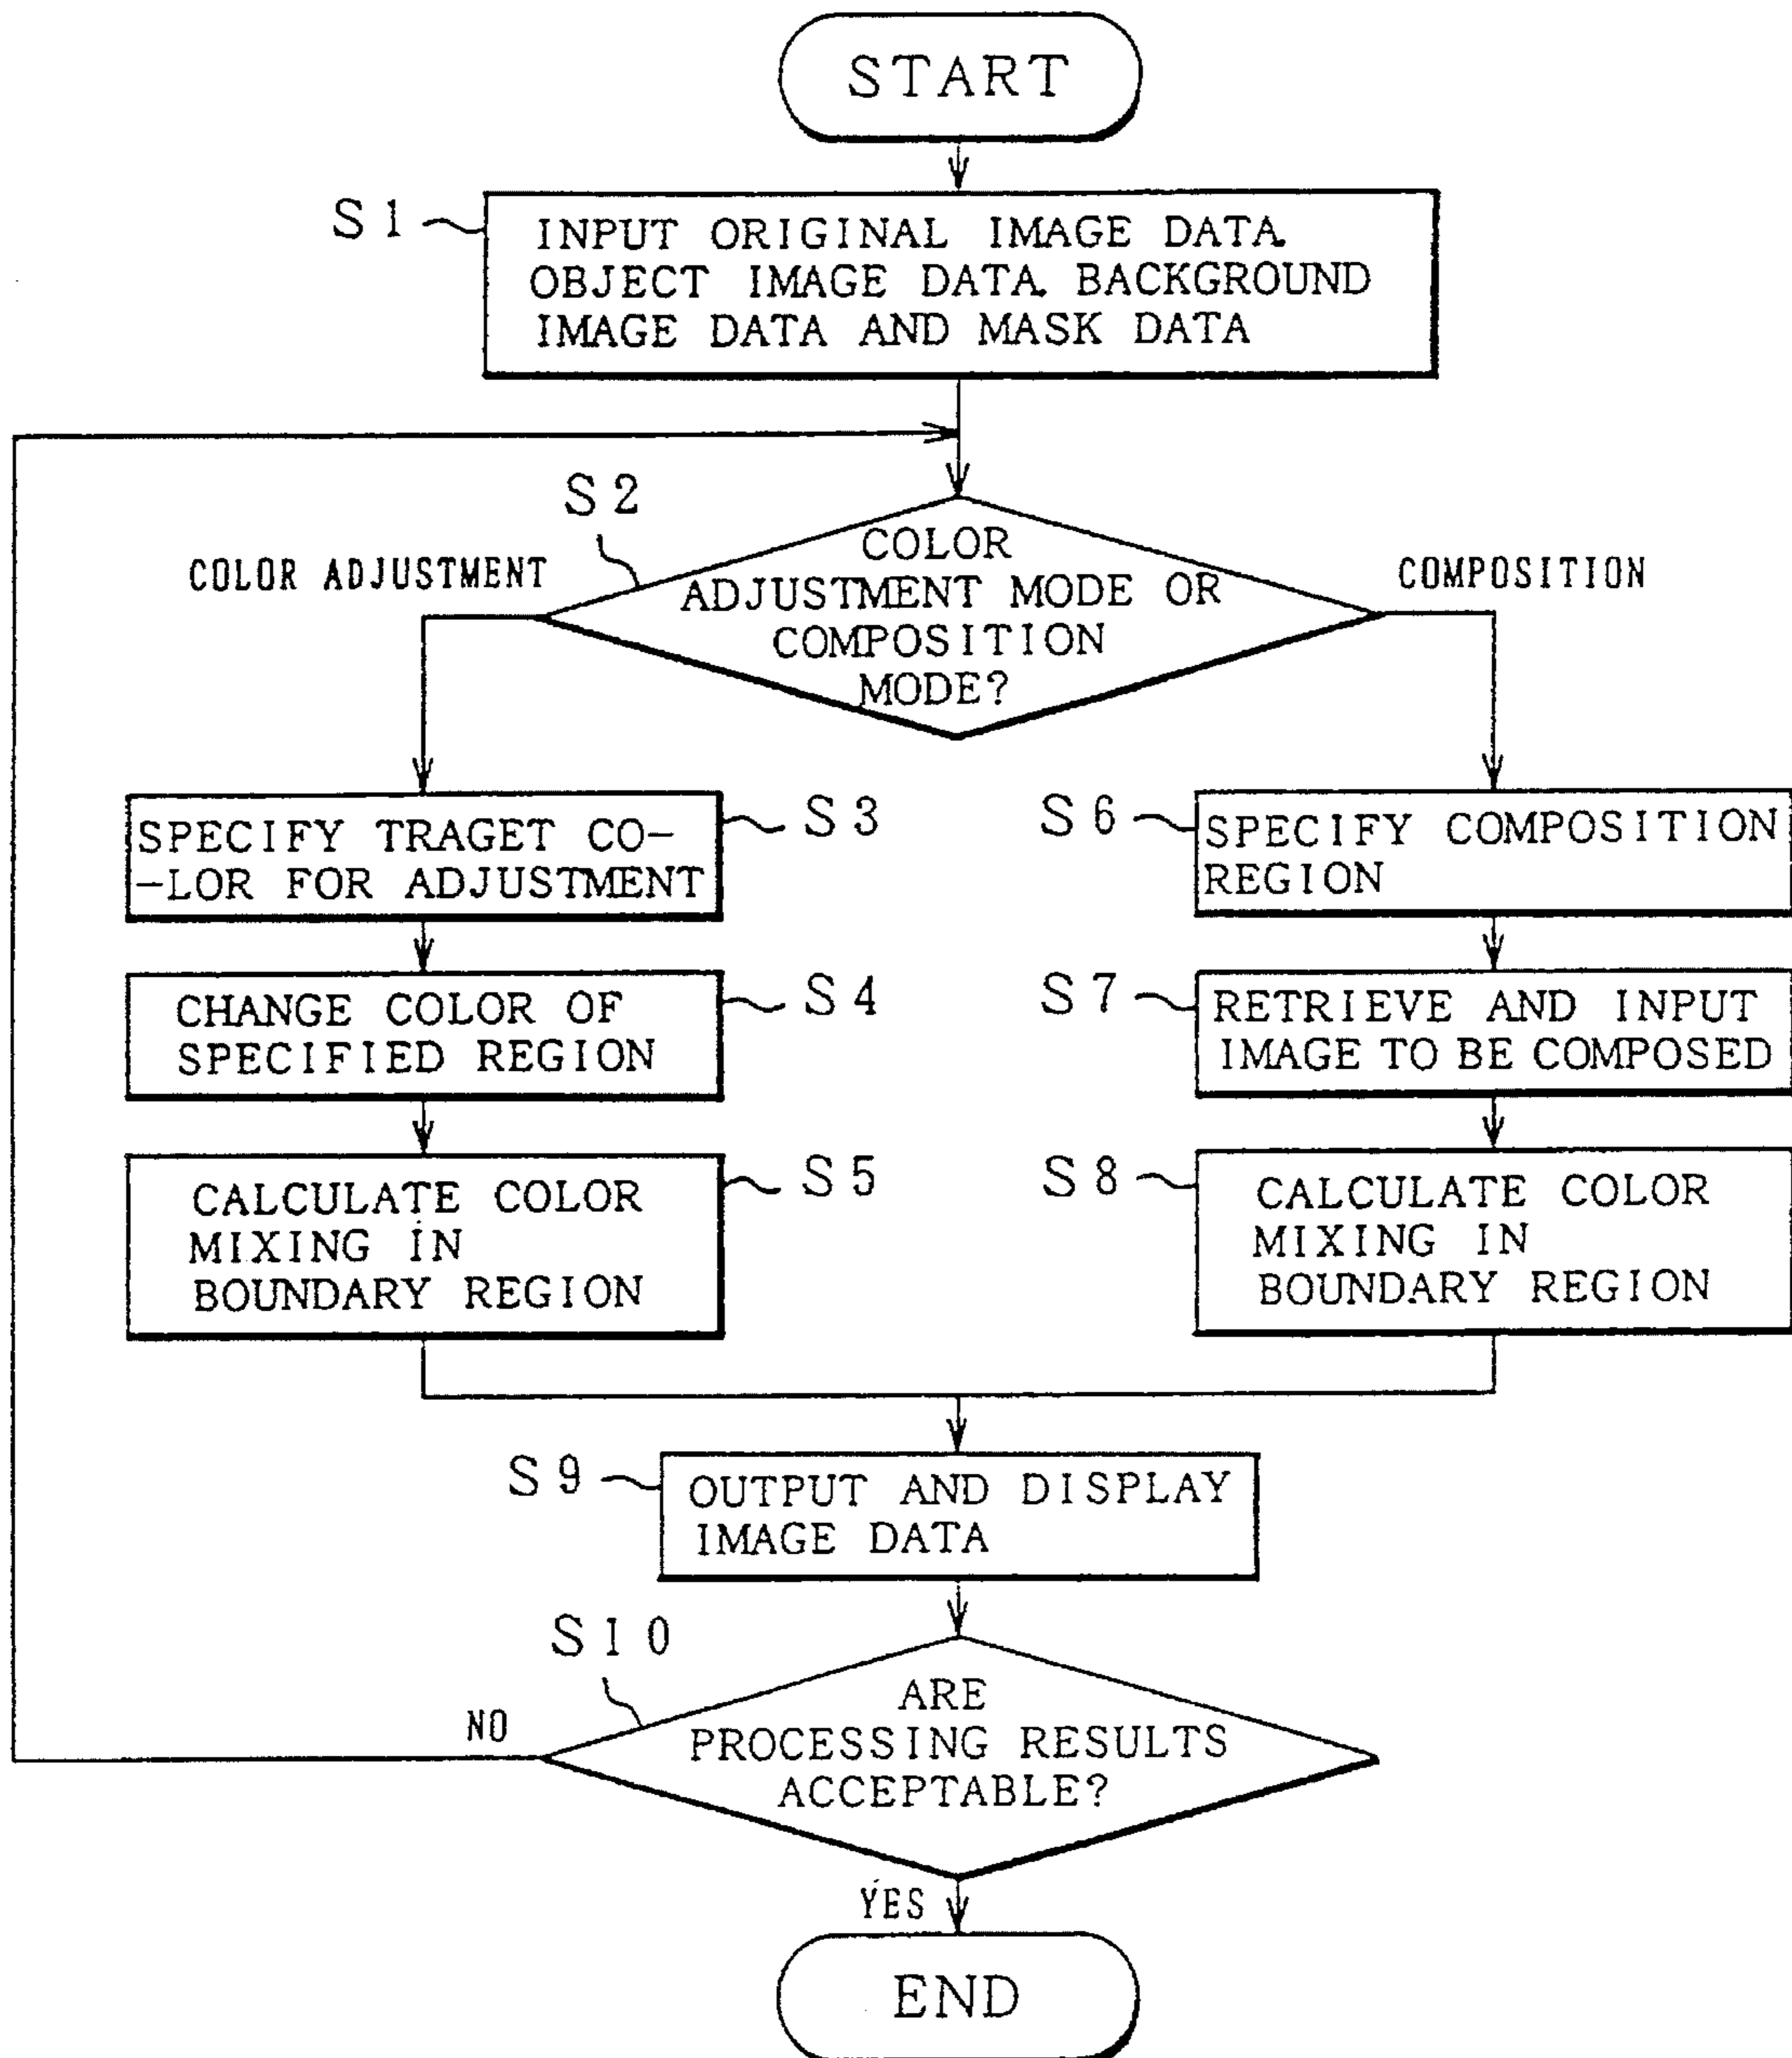 START
S1
INPUT ORIGINAL IMAGE DATA.
OBJECT IMAGE DATA. BACKGROUND
IMAGE DATA AND MASK DATA
S2
COLOR ADJUSTMENT
COLOR
ADJUSTMENT MODE OR
COMPOSITION
MODE?
COMPOSITION
SPECIFY TRAGET CO-
-LOR FOR ADJUSTMENT
S3
S6
SPECIFY COMPOSITION
REGION
CHANGE COLOR OF
SPECIFIED REGION
S4
S7
RETRIEVE AND INPUT
IMAGE TO BE COMPOSED
CALCULATE COLOR
MIXING IN
BOUNDARY REGION
S5
S8
CALCULATE COLOR
MIXING IN
BOUNDARY REGION
S9
OUTPUT AND DISPLAY
IMAGE DATA
S10
NO
ARE
PROCESSING RESULTS
ACCEPTABLE?
YES
END